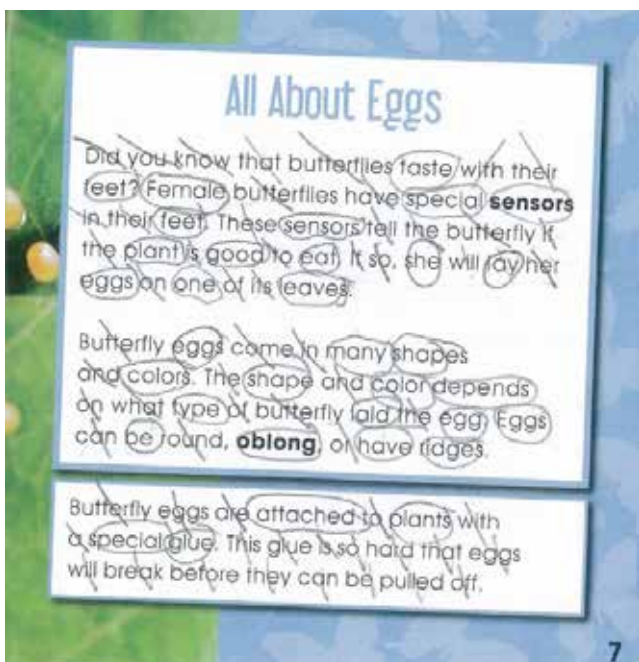 All About Eggs
Did you know that butterflies taste with their
feet? Female butterflies have special sensors
in their feet. These sensors tell the butterfly if
the plant is good to eat. If so, she will lay her
eggs on one of its leaves.
Butterfly eggs come in many shapes
and colors. The shape and color depends
on what type of butterfly laid the egg. Eggs
can be round, oblong, or have ridges.
Butterfly eggs are attached to plants with
a special glue. This glue is so hard that eggs
will break before they can be pulled off.
7